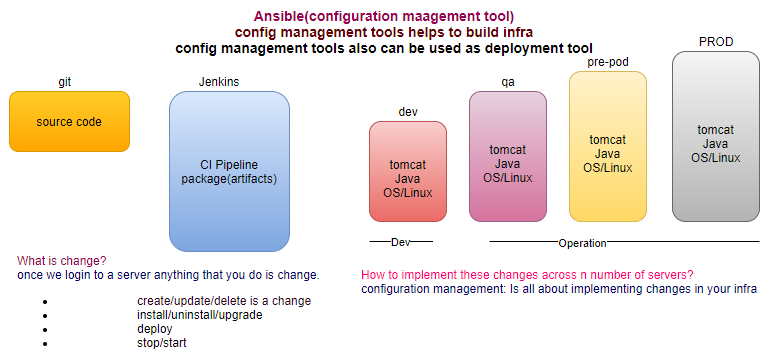 Ansible(configuration maagement tool)
config management tools helps to build infra
config management tools also can be used as deployment tool
git
source code
Jenkins
CI Pipeline
package(artifacts)
dev
tomcat
Java
OS/Linux
qa
tomcat
Java
OS/Linux
pre-pod
tomcat
Java
OS/Linux
PROD
tomcat
Java
OS/Linux
Dev
Operation
What is change?
once we login to a server anything that you do is change.
• create/update/delete is a change
• install/uninstall/upgrade
• deploy
• stop/start
How to implement these changes across n number of servers?
configuration management: Is all about implementing changes in your infra